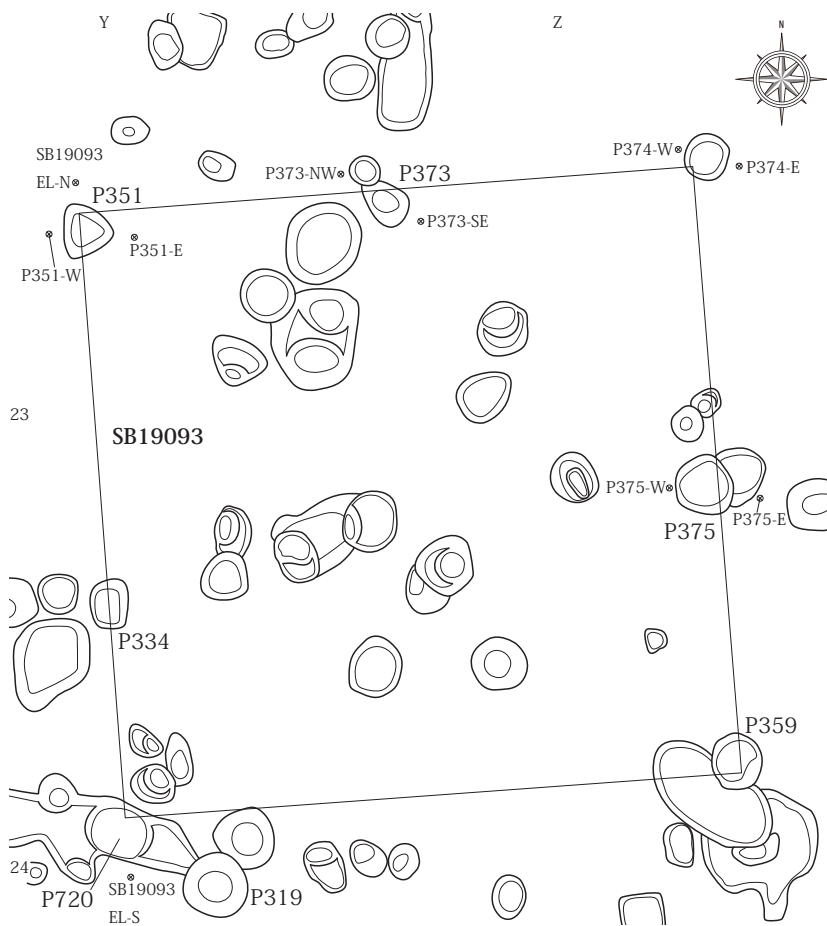 Y
Z
N
SB19093
EL-N
P351
P373-NW
P373
P374-W
P374-E
P373-SE
P351-E
P351-W
23
SB19093
P375-W
P375-E
P375
P334
P359
24
SB19093
EL-S
P720
P319